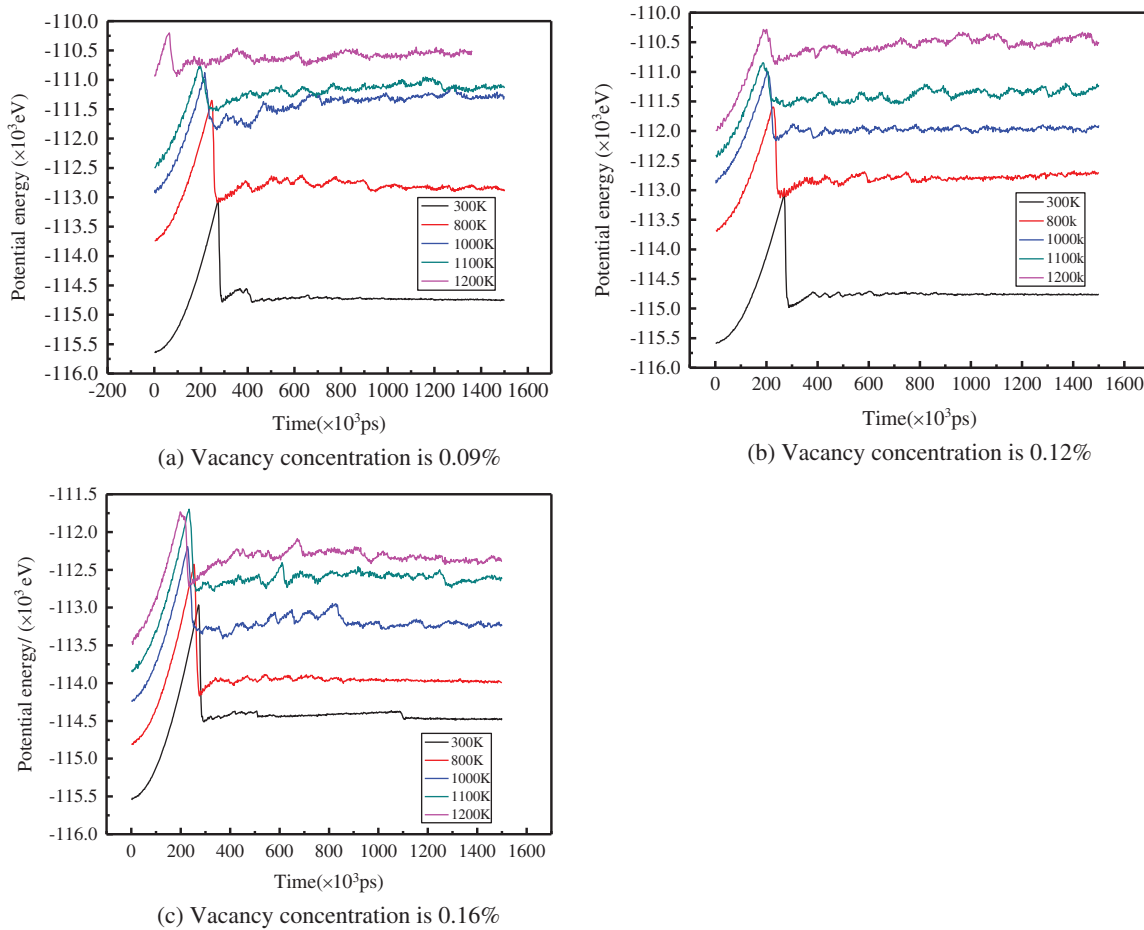 -110.0
-110.5
-111.0
-111.5
-112.0
-112.5
-113.0
-113.5
-114.0
-114.5
-115.0
-115.5
-116.0
Potential energy (×10³eV)
300K
800K
1000K
1100K
1200K
-200 0 200 400 600 800 1000 1200 1400 1600
Time(×10³ps)
(a) Vacancy concentration is 0.09%
-110.0
-110.5
-111.0
-111.5
-112.0
-112.5
-113.0
-113.5
-114.0
-114.5
-115.0
-115.5
-116.0
Potential energy (×10³eV)
300K
800k
1000k
1100k
1200k
0 200 400 600 800 1000 1200 1400 1600
Time(×10³ps)
(b) Vacancy concentration is 0.12%
-111.5
-112.0
-112.5
-113.0
-113.5
-114.0
-114.5
-115.0
-115.5
-116.0
Potential energy/ (×10³ eV)
300K
800K
1000K
1100K
1200K
0 200 400 600 800 1000 1200 1400 1600
Time(×10³ps)
(c) Vacancy concentration is 0.16%